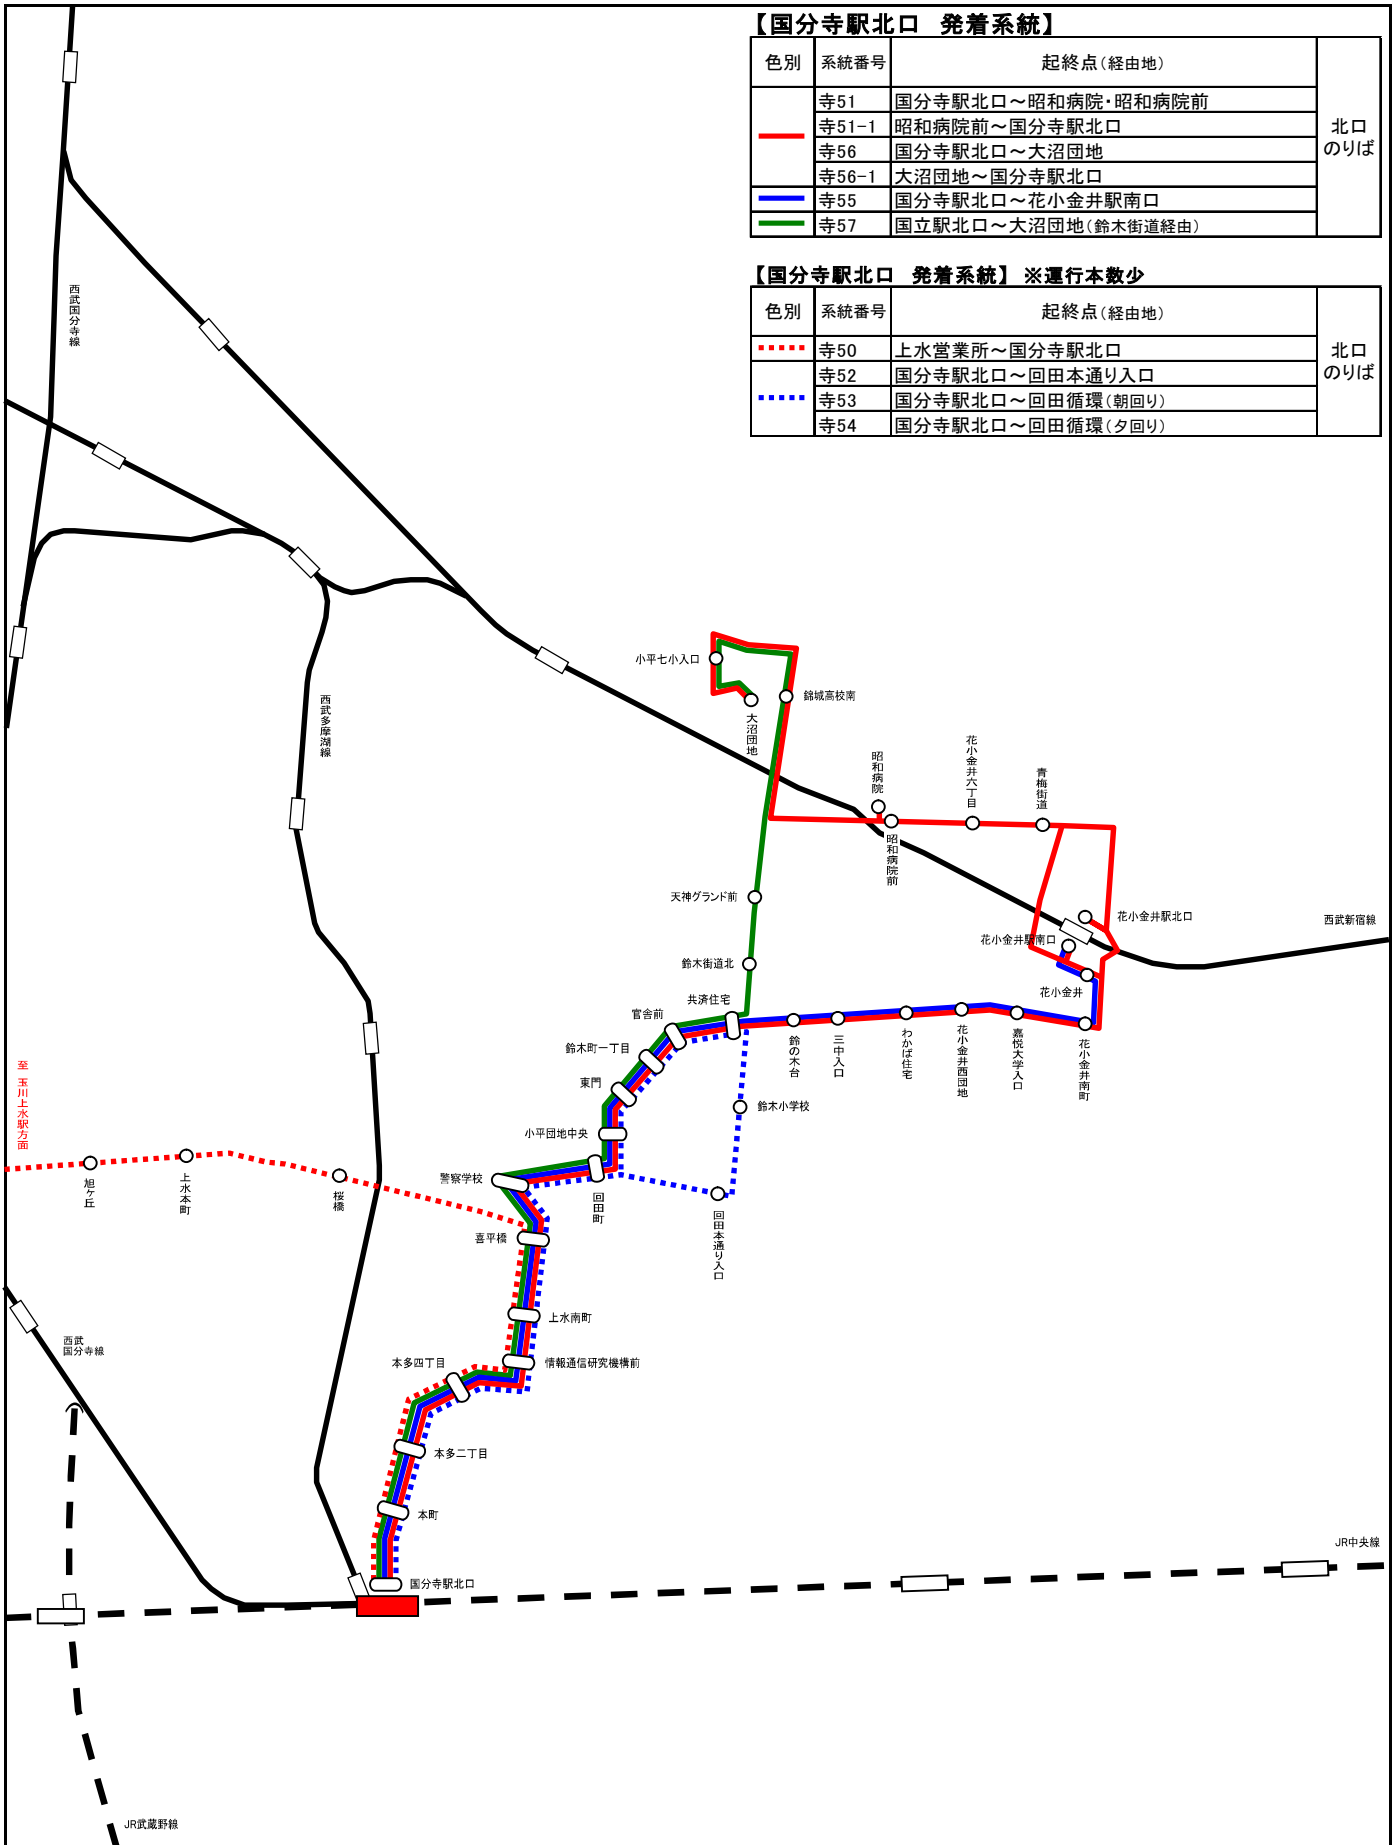 【国分寺駅北口　発着系統】
色別 系統番号 起終点(経由地) 北口のりば
寺51 国分寺駅北口～昭和病院・昭和病院前
寺51-1 昭和病院前～国分寺駅北口
寺56 国分寺駅北口～大沼団地
寺56-1 大沼団地～国分寺駅北口
寺55 国分寺駅北口～花小金井駅南口
寺57 国立駅北口～大沼団地(鈴木街道経由)
【国分寺駅北口　発着系統】 ※運行本数少
色別 系統番号 起終点(経由地) 北口のりば
寺50 上水営業所～国分寺駅北口
寺52 国分寺駅北口～回田本通り入口
寺53 国分寺駅北口～回田循環(朝回り)
寺54 国分寺駅北口～回田循環(夕回り)
西武国分寺線
西武多摩湖線
小平七小入口
錦城高校南
大沼団地
昭和病院
花小金井六丁目
青梅街道
昭和病院前
天神グランド前
花小金井駅北口
西武新宿線
花小金井駅南口
鈴木街道北
花小金井
共済住宅
官舎前
鈴木町一丁目
東門
鈴の木台
三中入口
わかば住宅
花小金井西団地
嘉悦大学入口
花小金井南町
至 玉川上水駅方面
鈴木小学校
小平団地中央
警察学校
旭ヶ丘
上水本町
桜橋
回田町
回田本通り入口
喜平橋
上水南町
西武
国分寺線
本多四丁目
情報通信研究機構前
本多二丁目
本町
JR中央線
国分寺駅北口
JR武蔵野線